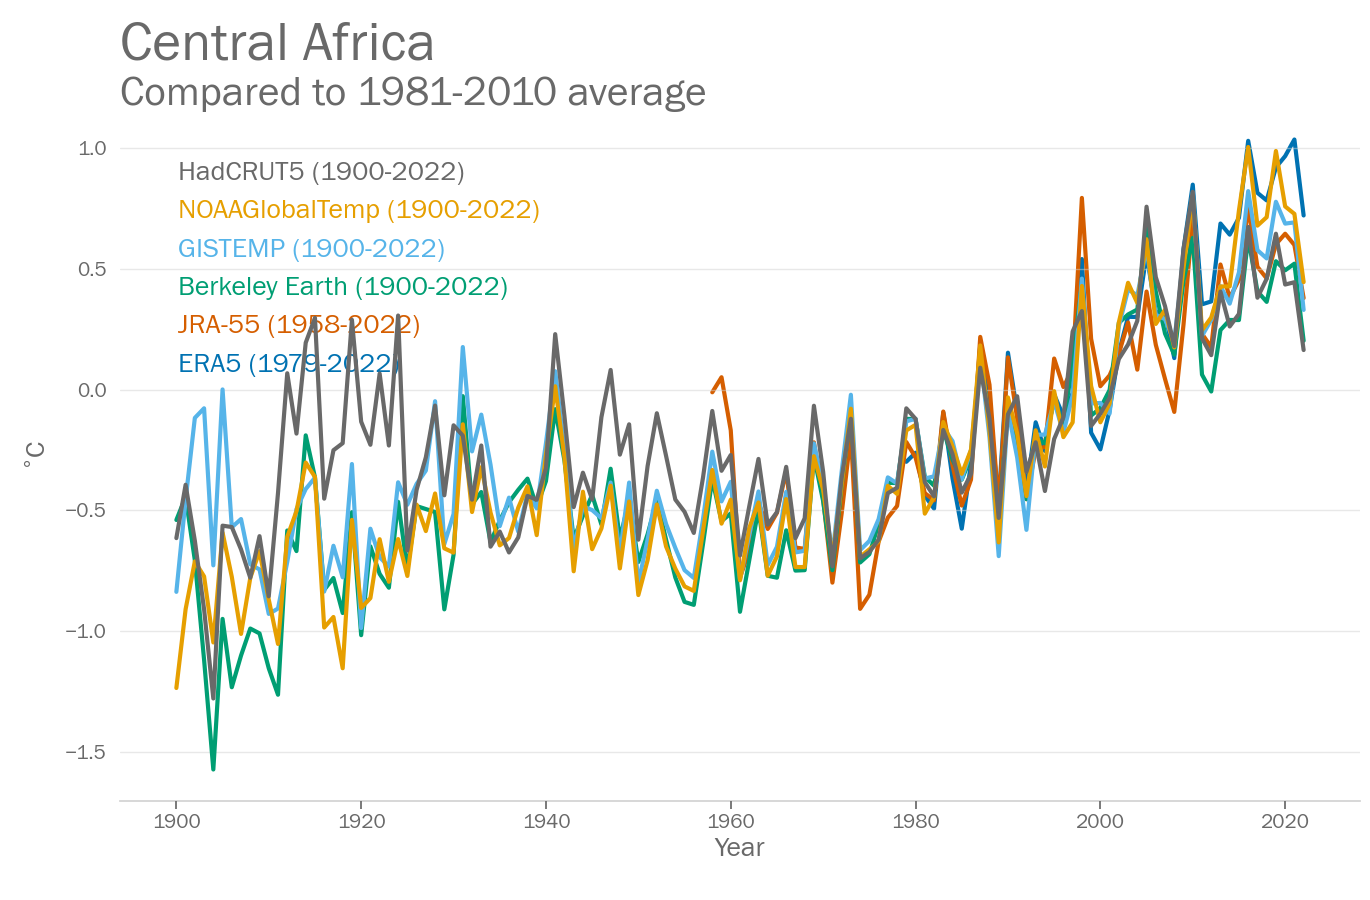 Central Africa
Compared to 1981-2010 average
1.0
HadCRUT5 (1900-2022)
NOAAGlobalTemp (1900-2022)
GISTEMP (1900-2022)
0.5
Berkeley Earth (1900-2022)
JRA-55 (1958-2022)
ERA5 (1979-2022)
0.0
°C
−0.5
−1.0
−1.5
1900 1920 1940 1960 1980 2000 2020
Year